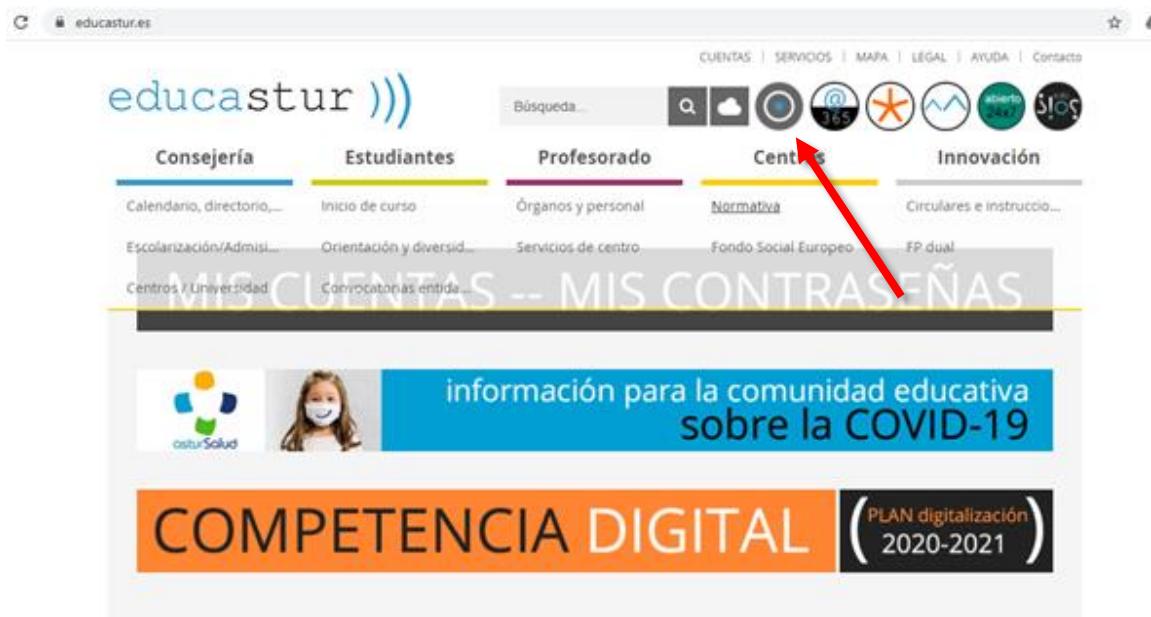 educastur.es
CUENTAS | SERVICIOS | MAPA | LEGAL | AYUDA | Contacto
educastur )))
Búsqueda...
@
365
abierto
24x7
Consejería Estudiantes Profesorado Centros Innovación
Calendario, directorio,... Inicio de curso Órganos y personal Normativa Circulares e instruccio...
Escolarización/Admisi... Orientación y diversid... Servicios de centro Fondo Social Europeo FP dual
Centros / Universidad Convocatorias entida...
MIS CUENTAS -- MIS CONTRASEÑAS
información para la comunidad educativa
sobre la COVID-19
asturSalud
COMPETENCIA DIGITAL
(PLAN digitalización
2020-2021)